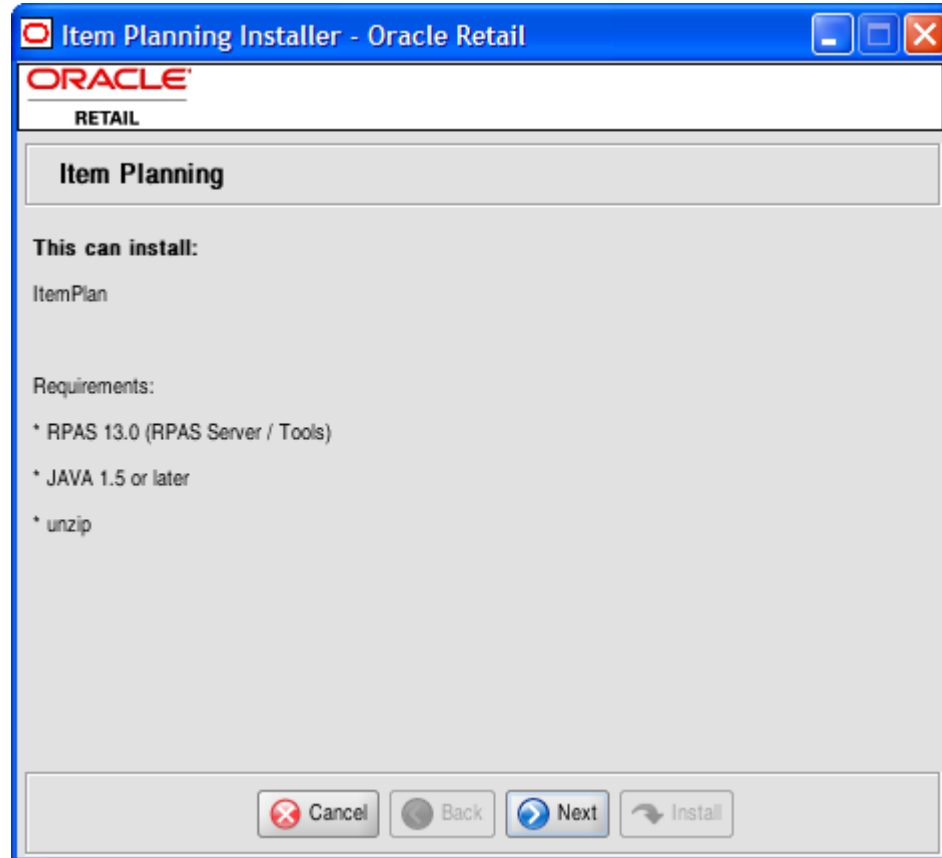 Item Planning Installer - Oracle Retail
ORACLE
RETAIL
Item Planning
This can install:
ItemPlan
Requirements:
* RPAS 13.0 (RPAS Server / Tools)
* JAVA 1.5 or later
* unzip
Cancel Back Next Install